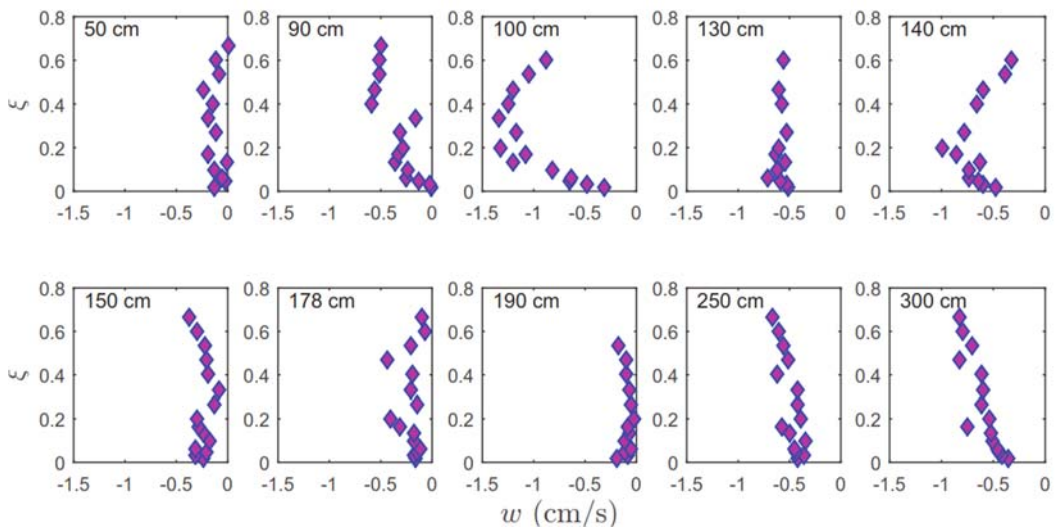 50 cm
90 cm
100 cm
130 cm
140 cm
0.8 0.8 0.8 0.8 0.8
0.6 0.6 0.6 0.6 0.6
ξ 0.4 0.4 0.4 0.4 0.4
0.2 0.2 0.2 0.2 0.2
0 0 0 0 0
-1.5 -1 -0.5 0 -1.5 -1 -0.5 0 -1.5 -1 -0.5 0 -1.5 -1 -0.5 0 -1.5 -1 -0.5 0
150 cm
178 cm
190 cm
250 cm
300 cm
0.8 0.8 0.8 0.8 0.8
0.6 0.6 0.6 0.6 0.6
ξ 0.4 0.4 0.4 0.4 0.4
0.2 0.2 0.2 0.2 0.2
0 0 0 0 0
-1.5 -1 -0.5 0 -1.5 -1 -0.5 0 -1.5 -1 -0.5 0 -1.5 -1 -0.5 0 -1.5 -1 -0.5 0
w (cm/s)